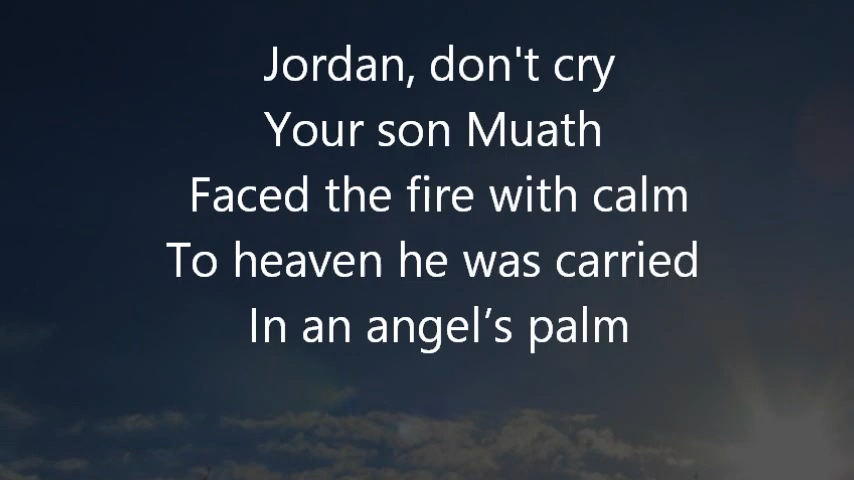 Jordan, don't cry
Your son Muath
Faced the fire with calm
To heaven he was carried
In an angel’s palm